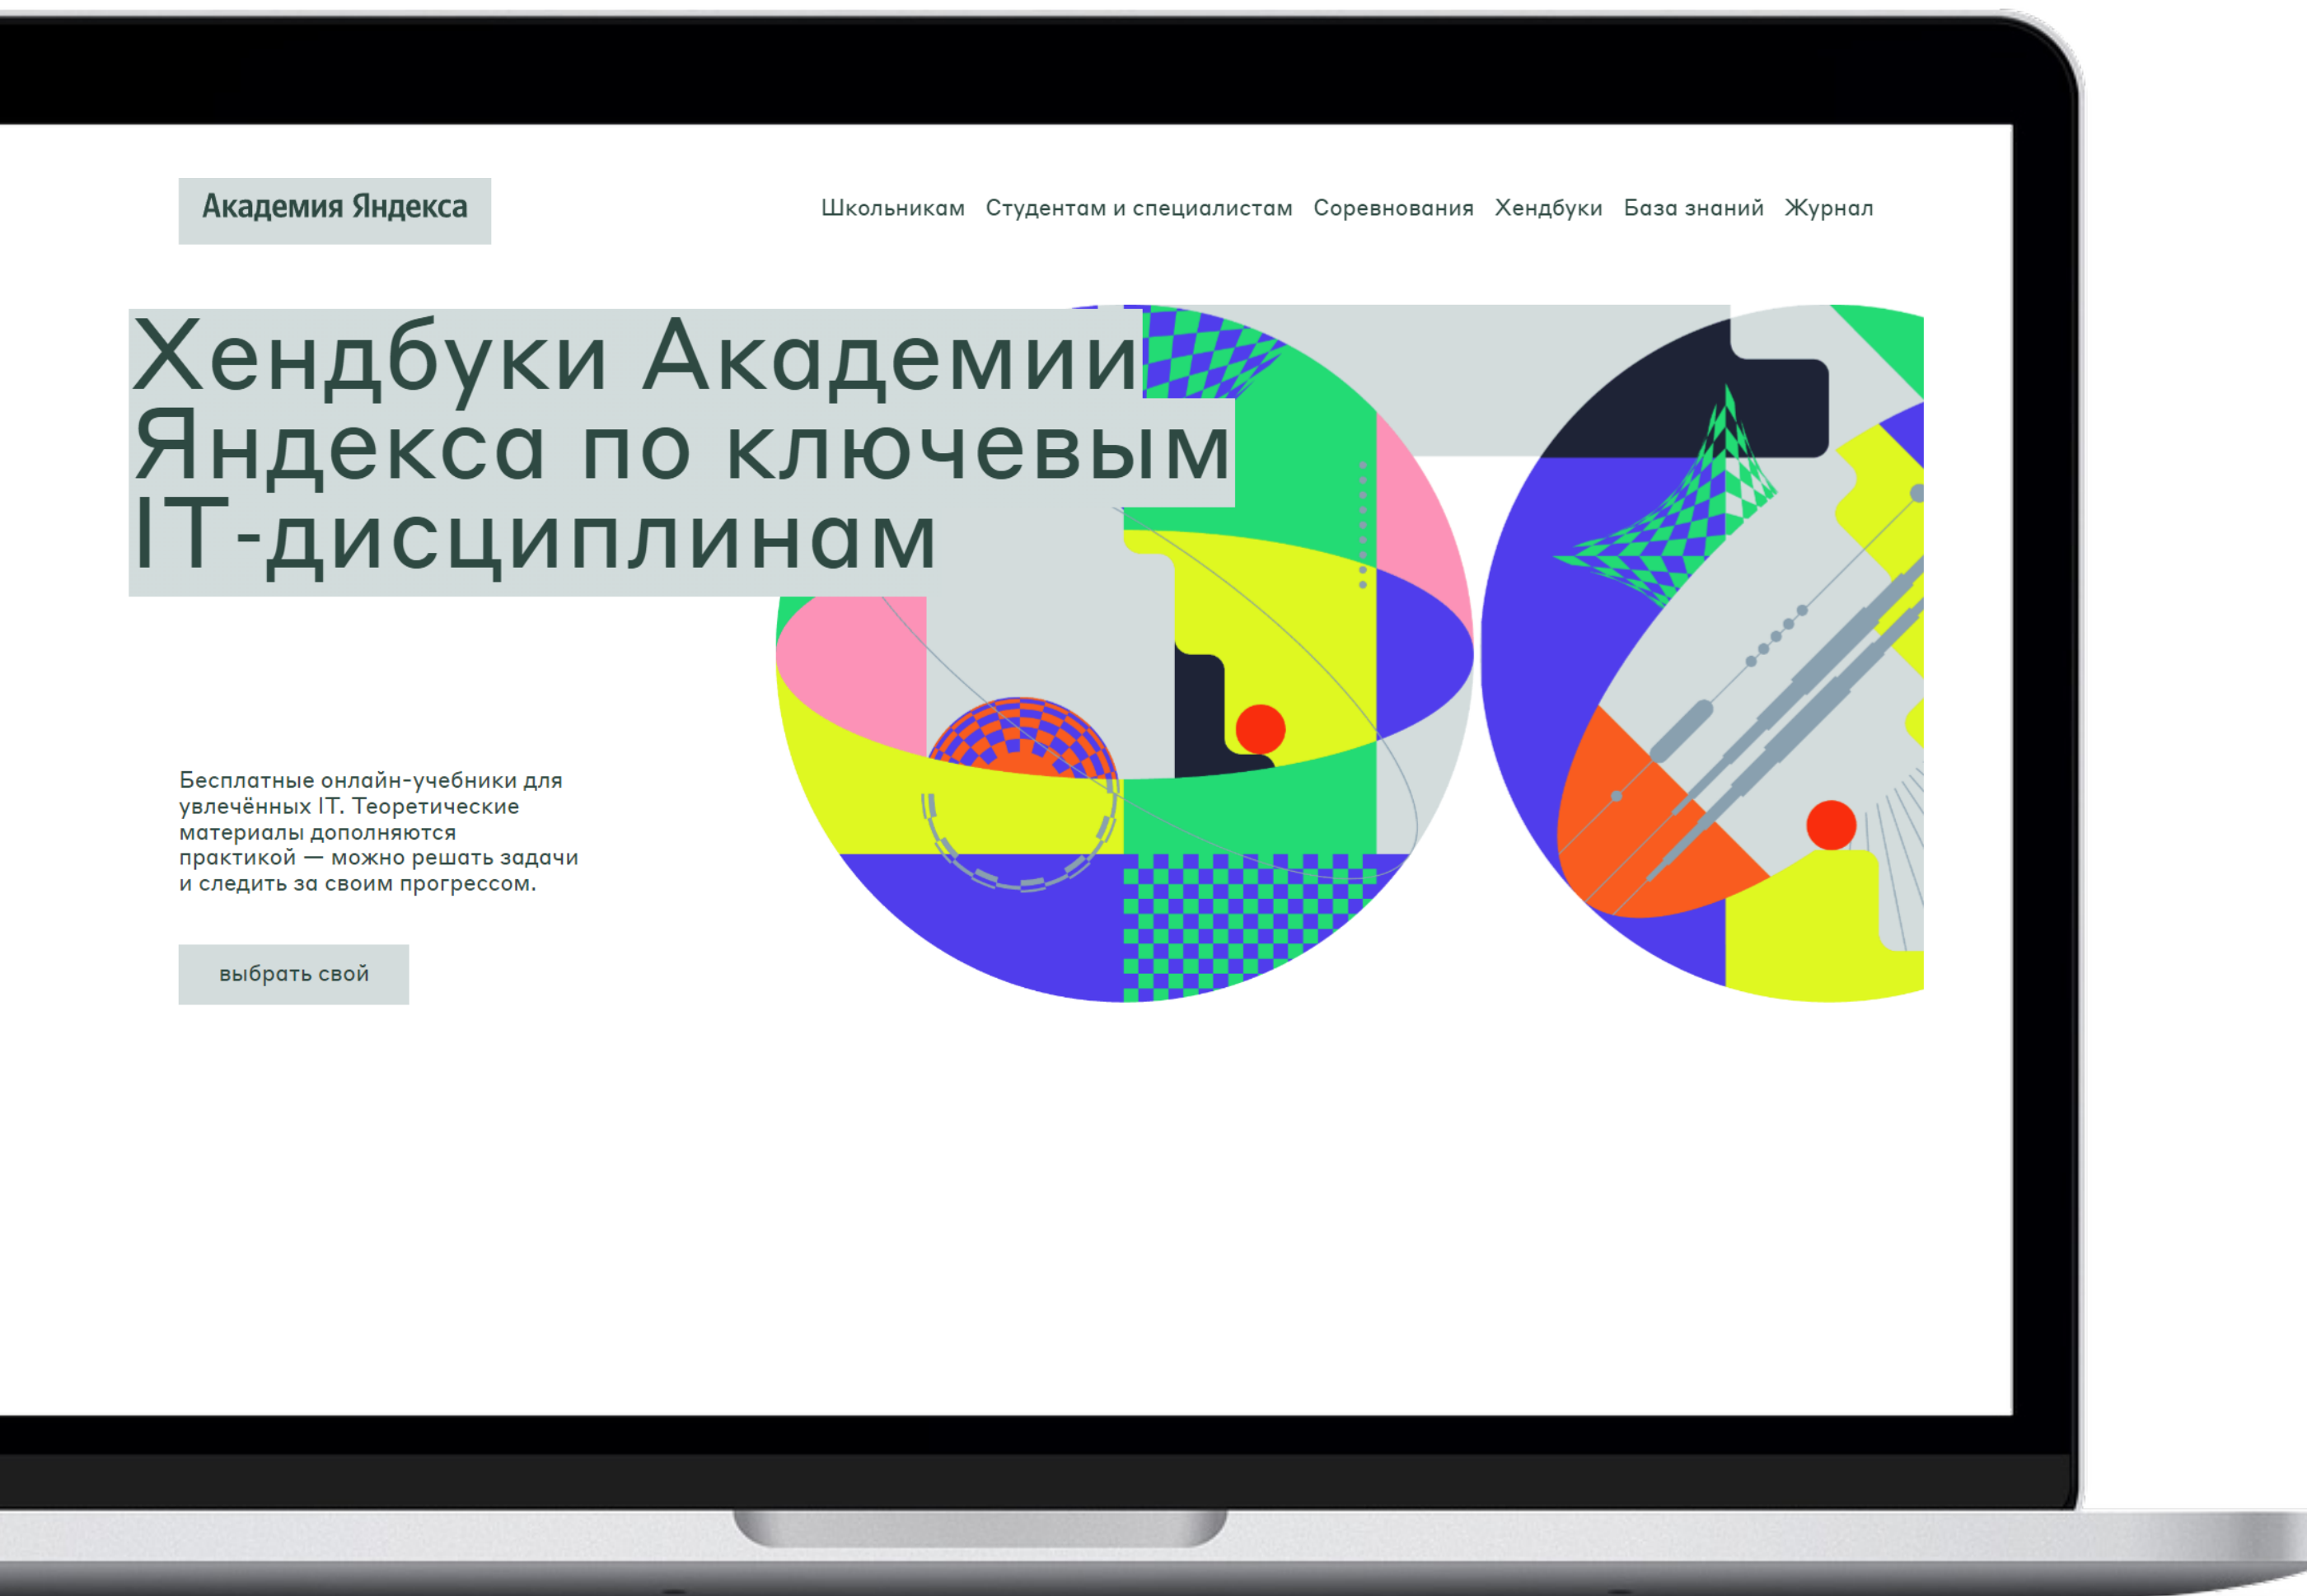 Академия Яндекса
Школьникам Студентам и специалистам Соревнования Хендбуки База знаний Журнал
Хендбуки Академии
Яндекса по ключевым
IT-дисциплинам
Бесплатные онлайн-учебники для
увлечённых IT. Теоретические
материалы дополняются
практикой — можно решать задачи
и следить за своим прогрессом.
выбрать свой